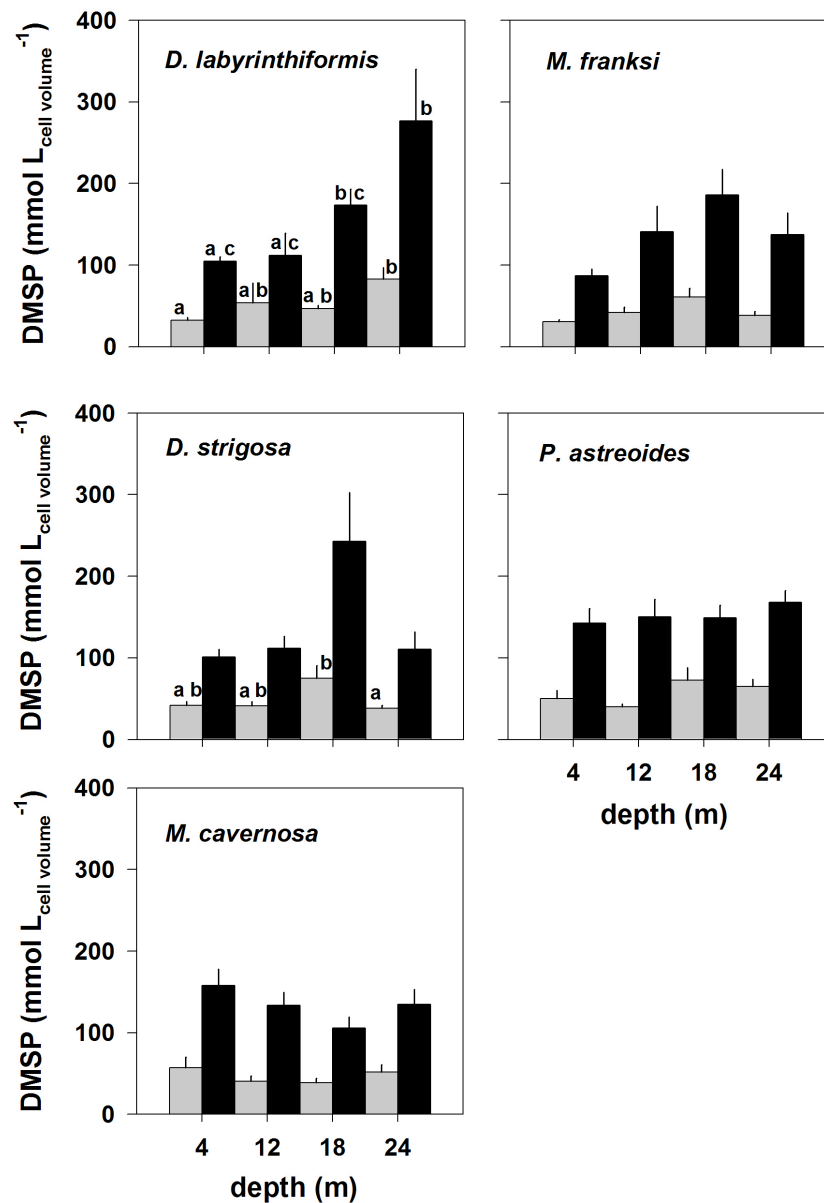 400
D. labyrinthiformis
M. franksi
300
b
200
b c
a c
a c
b
100
a b
a b
a
0
DMSP (mmol L cell volume -1)
400
D. strigosa
P. astreoides
300
200
100
b
a b
a b
a
0
DMSP (mmol L cell volume -1)
4 12 18 24
depth (m)
400
M. cavernosa
300
200
100
0
DMSP (mmol L cell volume -1)
4 12 18 24
depth (m)